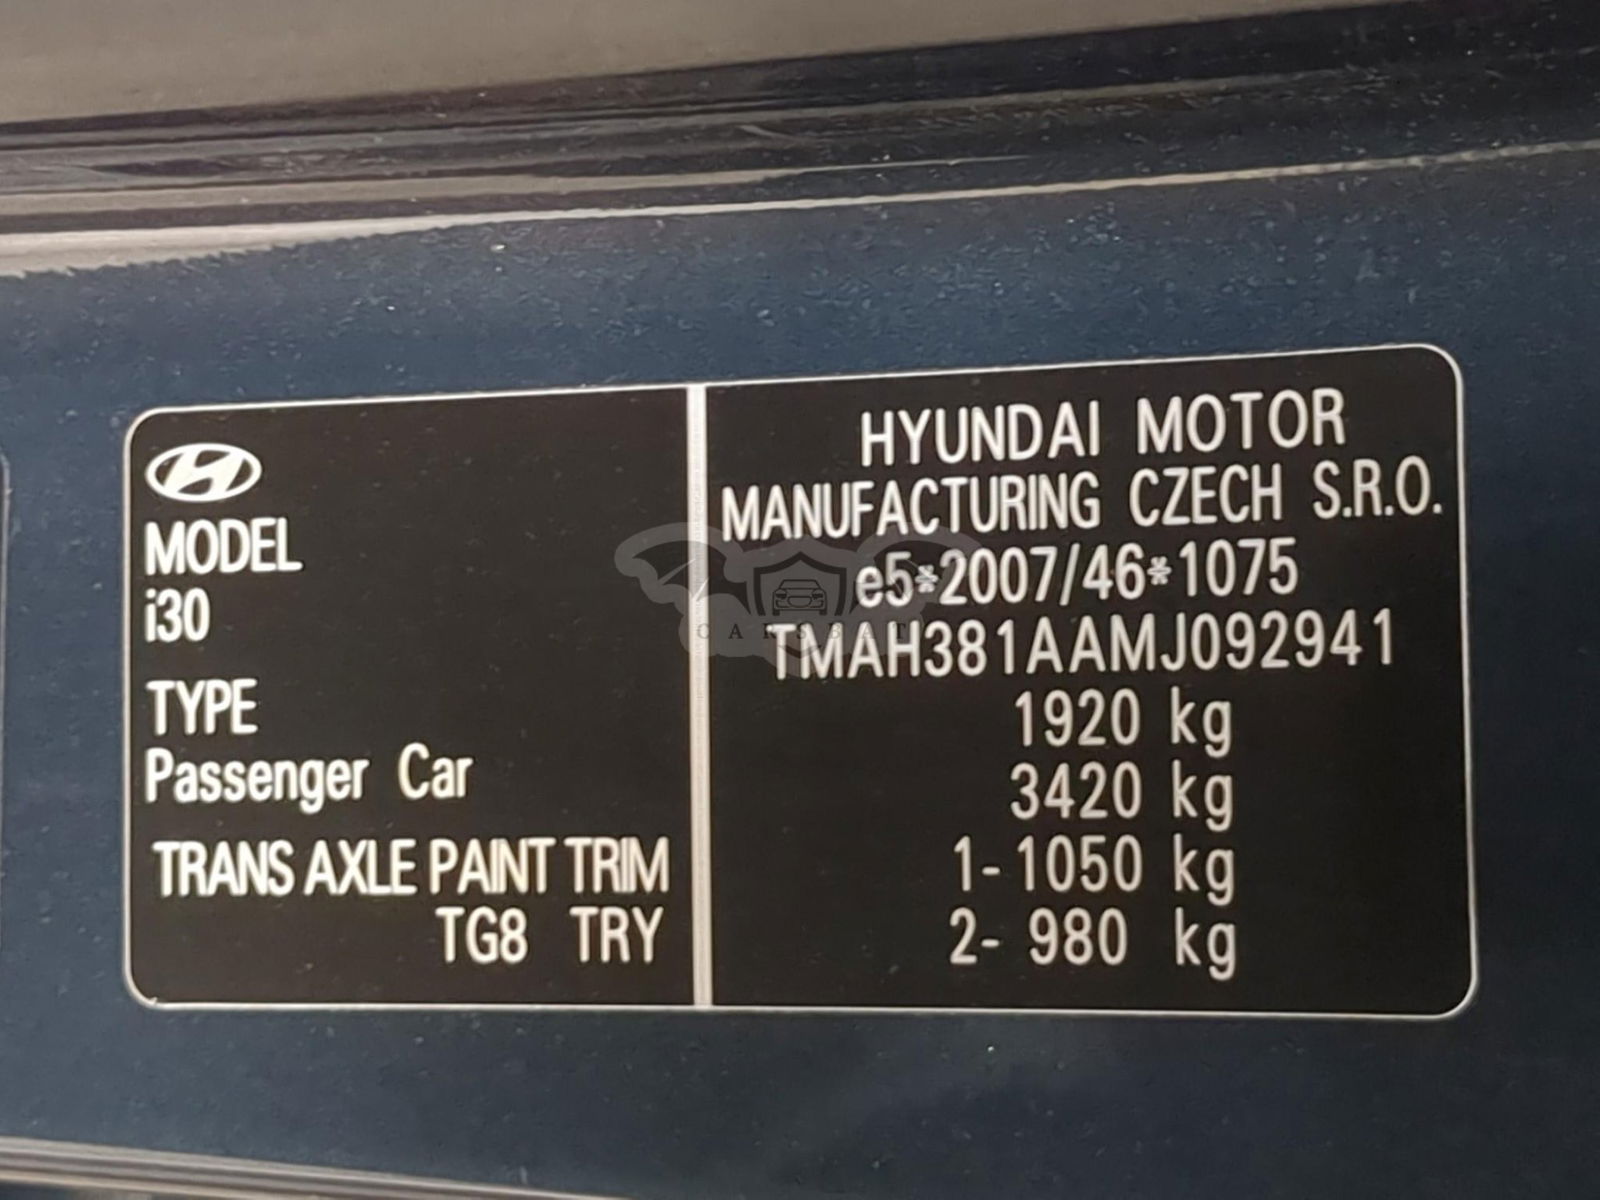 MODEL
i30
TYPE
Passenger Car
TRANS AXLE PAINT TRIM
TG8 TRY
HYUNDAI MOTOR
MANUFACTURING CZECH S.R.O.
e5*2007/46*1075
TMAH381AAMJ092941
1920 kg
3420 kg
1- 1050 kg
2- 980 kg